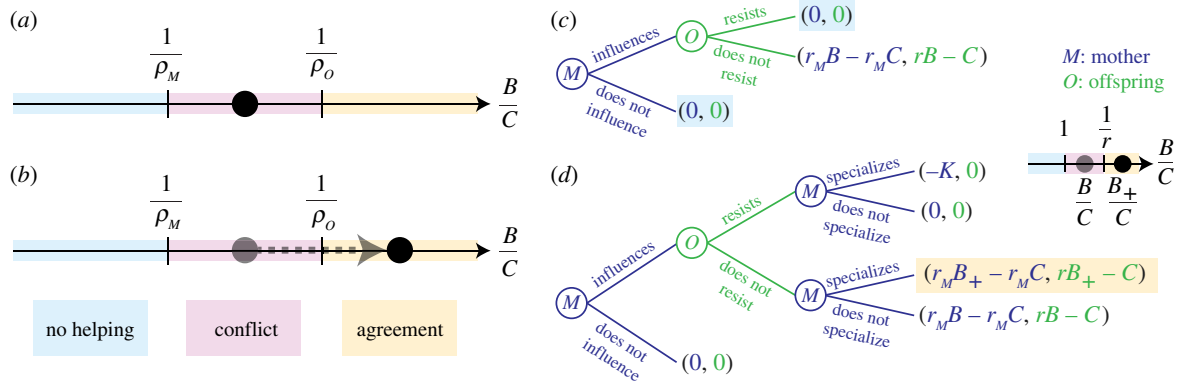 (a)
1/ρ_M
1/ρ_O
B/C
(b)
1/ρ_M
1/ρ_O
B/C
no helping
conflict
agreement
(c)
M
influences
does not
influence
O
resists
does not
resist
(0, 0)
(r_M B – r_M C, rB – C)
(0, 0)
M: mother
O: offspring
1
1/r
B/C
B/C
B_+/C
(d)
M
influences
does not
influence
O
resists
does not
resist
M
specializes
does not
specialize
(–K, 0)
(0, 0)
M
specializes
does not
specialize
(r_M B_+ – r_M C, rB_+ – C)
(r_M B – r_M C, rB – C)
(0, 0)